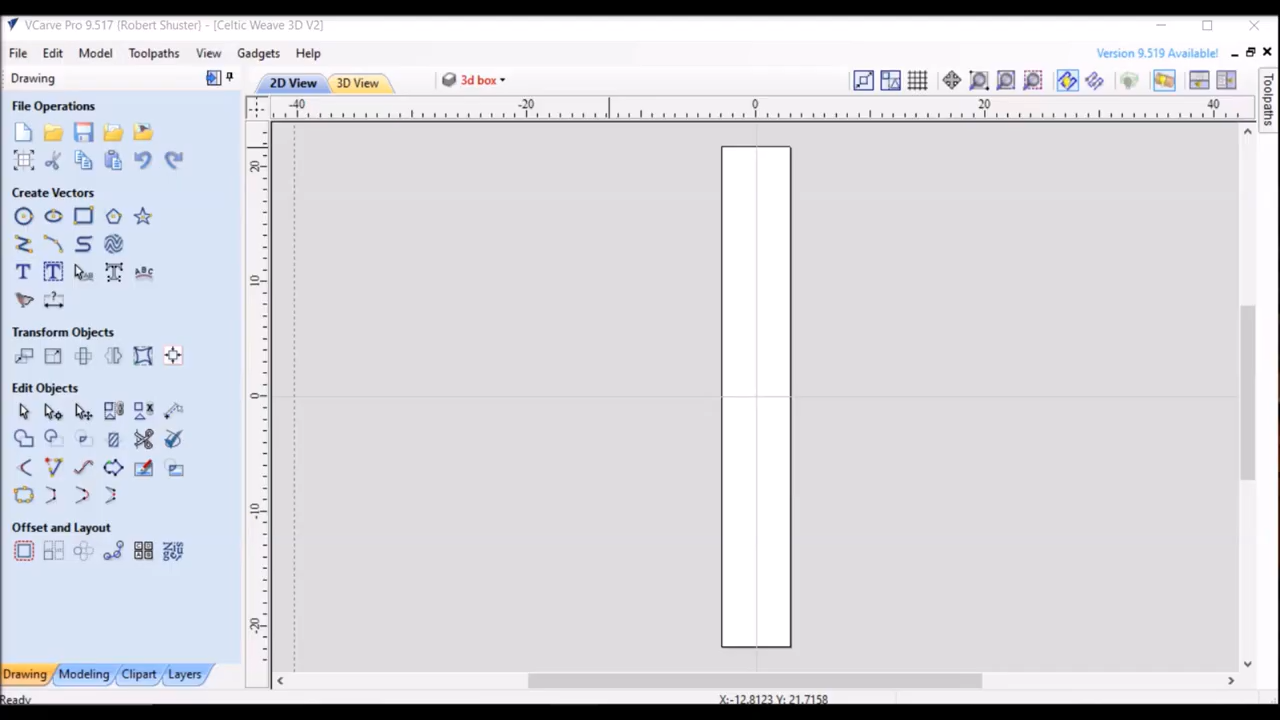 VCarve Pro 9.517 {Robert Shuster} - [Celtic Weave 3D V2]
File Edit Model Toolpaths View Gadgets Help
Version 9.519 Available!
Drawing
2D View 3D View 3d box
File Operations
-40 -20 0 20 40
Toolpaths
Create Vectors
Transform Objects
Edit Objects
Offset and Layout
20
10
0
-10
-20
Drawing Modeling Clipart Layers
Ready
X:-12.8123 Y: 21.7158